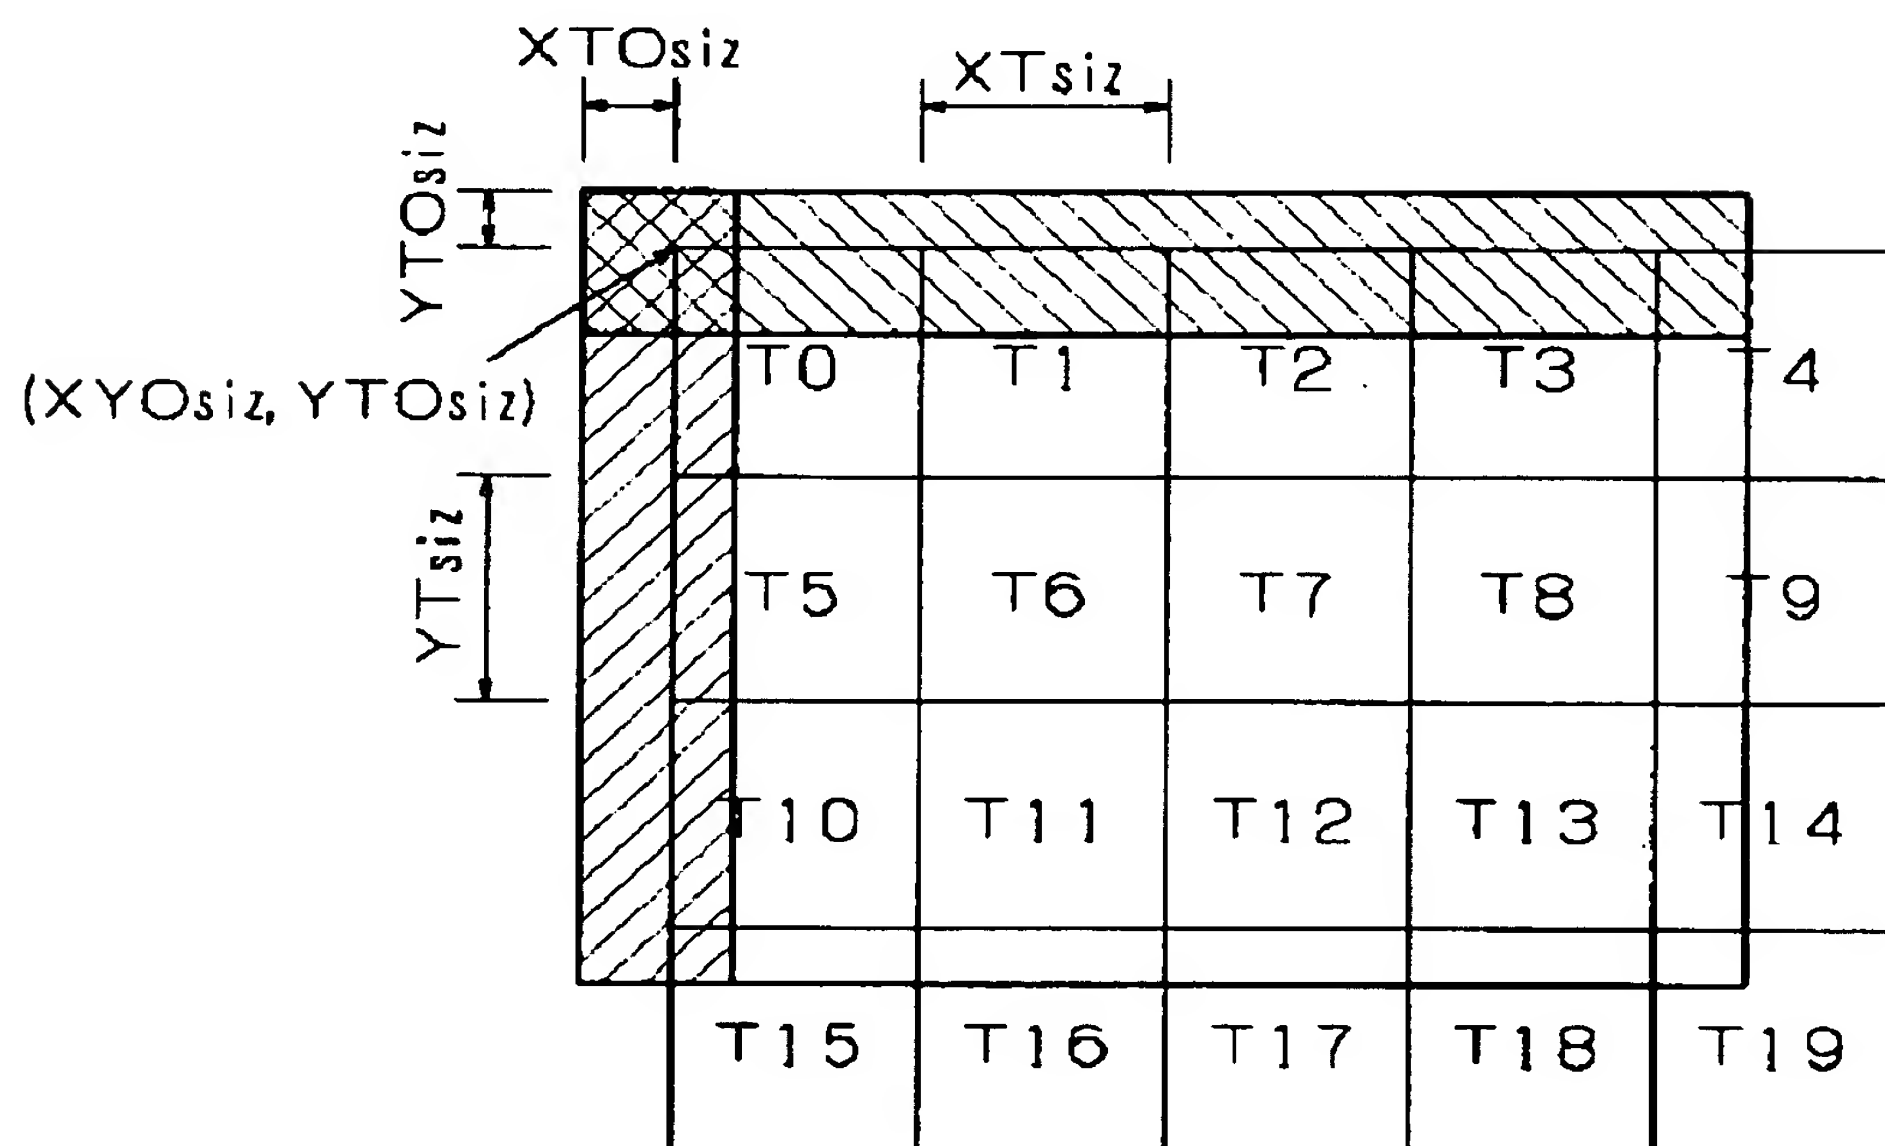 XTOsiz
XTsiz
YTOsiz
(XYOsiz, YTOsiz)
YTsiz
T0 T1 T2 T3 T4
T5 T6 T7 T8 T9
T10 T11 T12 T13 T14
T15 T16 T17 T18 T19